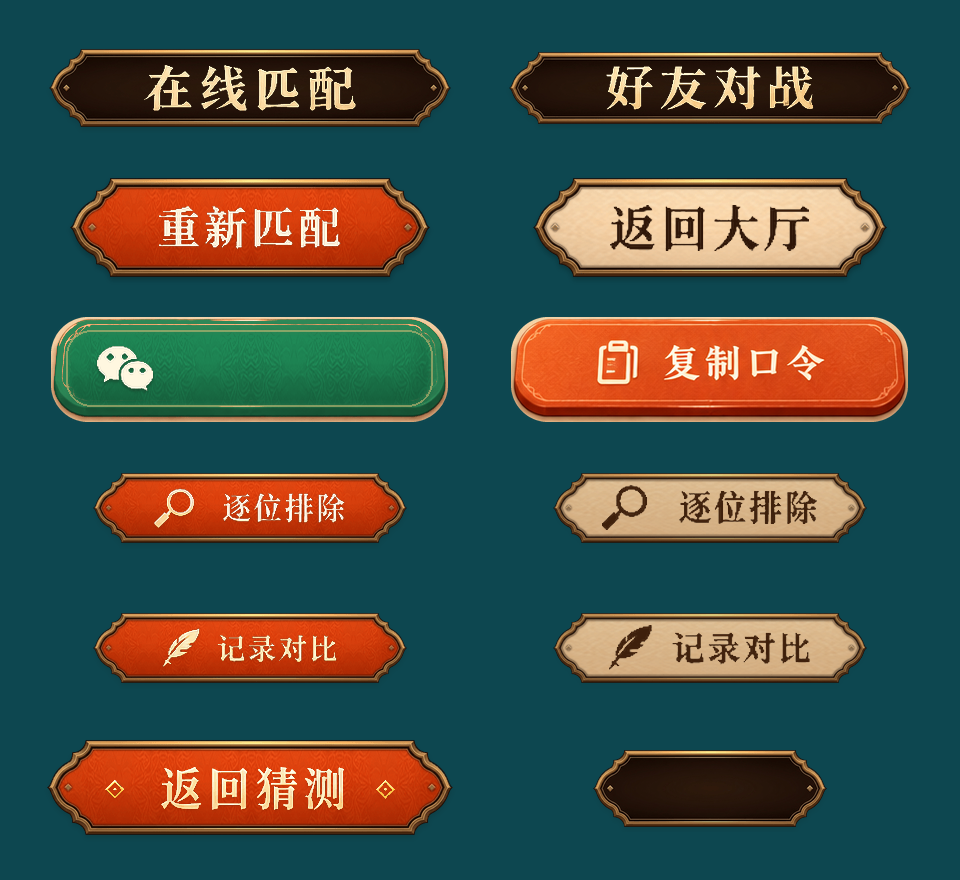 在线匹配
好友对战
重新匹配
返回大厅
复制口令
逐位排除
逐位排除
记录对比
记录对比
返回猜测